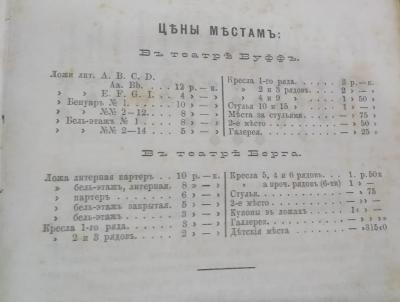 ЦѢНЫ МѢСТАМЪ:
Въ театрѣ Буффъ.
Ложи лит. A. B. C. D.
Aa. Bb. . . . . . 12 р. — к.
» » E. F. G. I. . . . 4 » — »
» Бенуаръ № 1. . . . . 10 » — »
» » №№ 2—12. . . . 8 » — »
» Бель-этажъ № 1 . . . 8 » — »
» » №№ 2—14 . . . 5 » — »
Кресла 1-го ряда. . . . . . 2 р. — к.
» 2 и 3 рядовъ. . . . 2 » — »
» 4 и 9 » . . . . 1 » 50 »
Стулья 10 и 15 » . . . . 1 » — »
Мѣста за стульями . . . . — » 75 »
2-е мѣсто . . . . . . . — » 50 »
Галерея. . . . . . . . — » 25 »
Въ театрѣ Берга.
Ложа литерная партеръ . . . 10 р. — к.
» бель-этажъ, литерная. 8 » — »
» партеръ . . . . . . 6 » — »
» бель-этажъ закрытая. 5 » — »
» бель-этажъ. . . . . 3 » — »
Кресла 1-го ряда. . . . . . 3 » — »
» 2 и 3 рядовъ. . . . . 2 » — »
Кресла 5, 4 и 6 рядовъ. . 1 р. 50 к
» проч. рядовъ (6-ти) 1 » — »
Стулья. . . . . . . . — » 75
2-е мѣсто . . . . . . — »
Купоны въ ложахъ . . . 1 » — »
Галерея . . . . . . . — »
Дѣтскія мѣста . . . . . — »